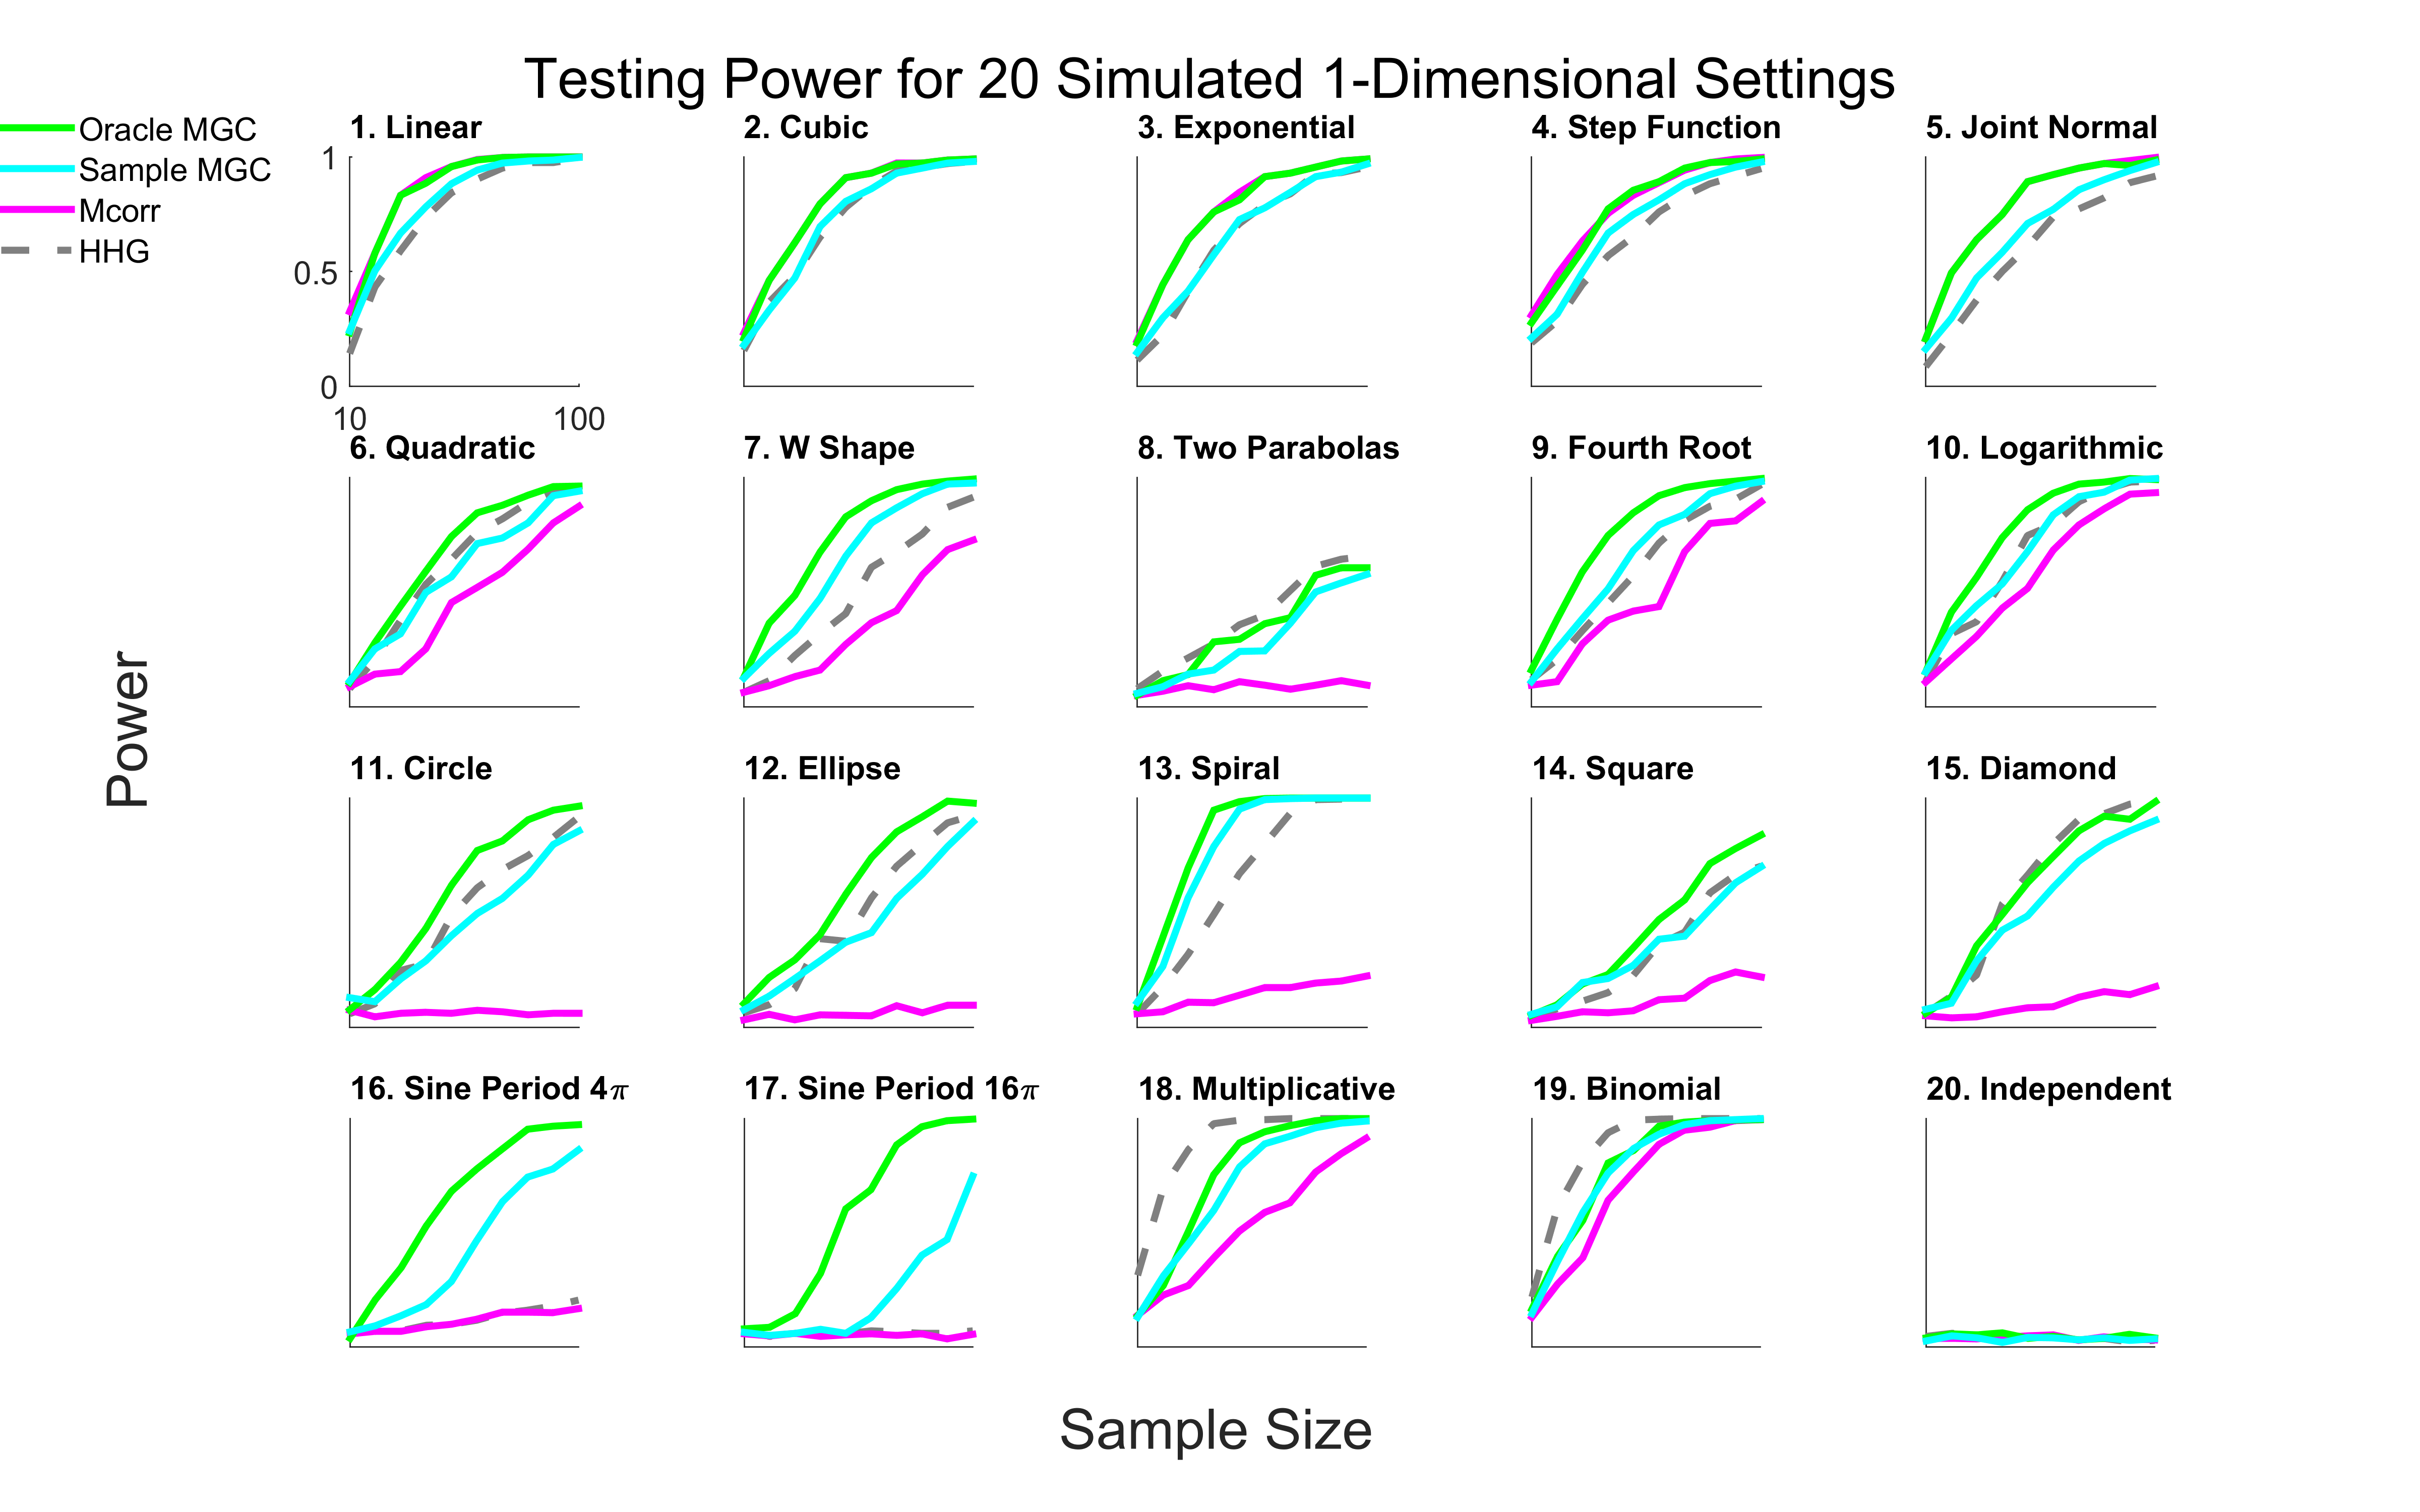 Testing Power for 20 Simulated 1-Dimensional Settings
Oracle MGC
Sample MGC
Mcorr
HHG
1. Linear
2. Cubic
3. Exponential
4. Step Function
5. Joint Normal
1
0.5
0
10
100
6. Quadratic
7. W Shape
8. Two Parabolas
9. Fourth Root
10. Logarithmic
Power
11. Circle
12. Ellipse
13. Spiral
14. Square
15. Diamond
16. Sine Period 4π
17. Sine Period 16π
18. Multiplicative
19. Binomial
20. Independent
Sample Size